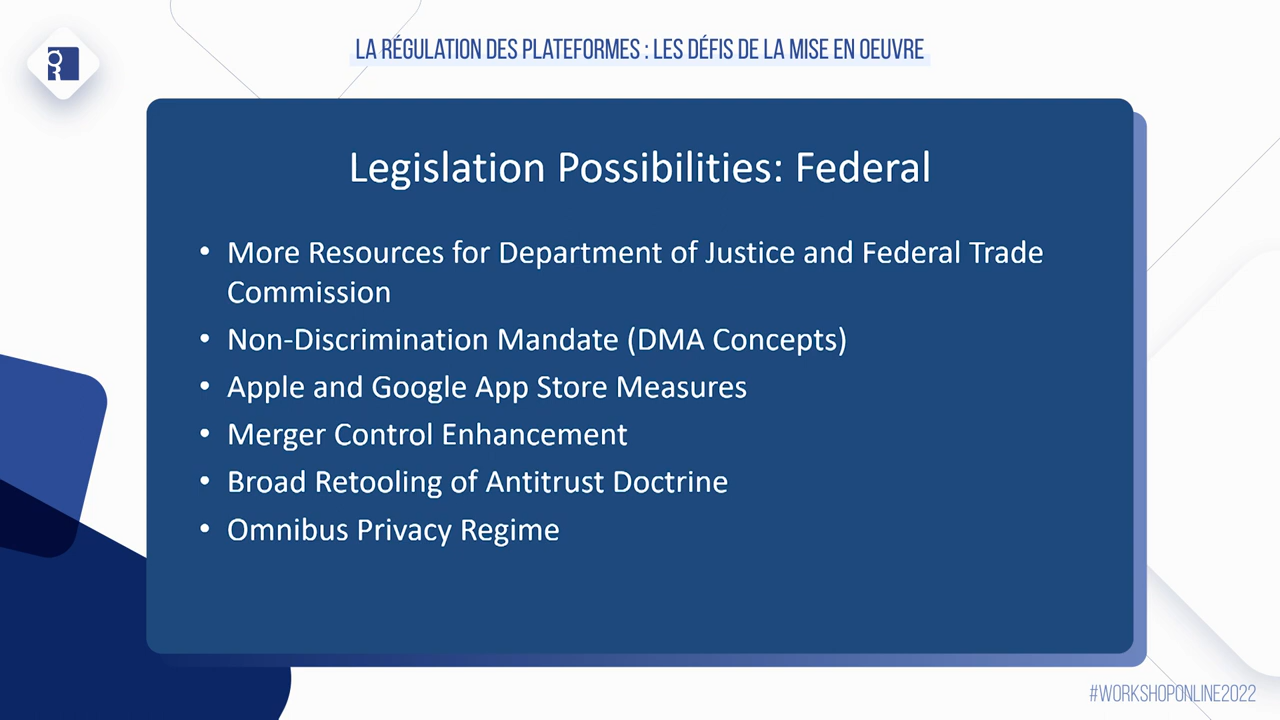 LA RÉGULATION DES PLATEFORMES : LES DÉFIS DE LA MISE EN OEUVRE
Legislation Possibilities: Federal
• More Resources for Department of Justice and Federal Trade
Commission
• Non-Discrimination Mandate (DMA Concepts)
• Apple and Google App Store Measures
• Merger Control Enhancement
• Broad Retooling of Antitrust Doctrine
• Omnibus Privacy Regime
#WORKSHOPONLINE2022